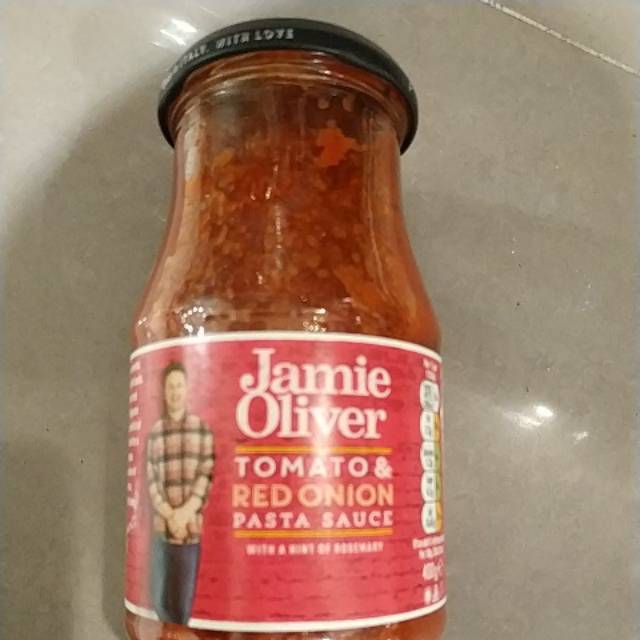 ITALY, WITH LOVE
Jamie
Oliver
TOMATO &
RED ONION
PASTA SAUCE
WITH A HINT OF ROSEMARY